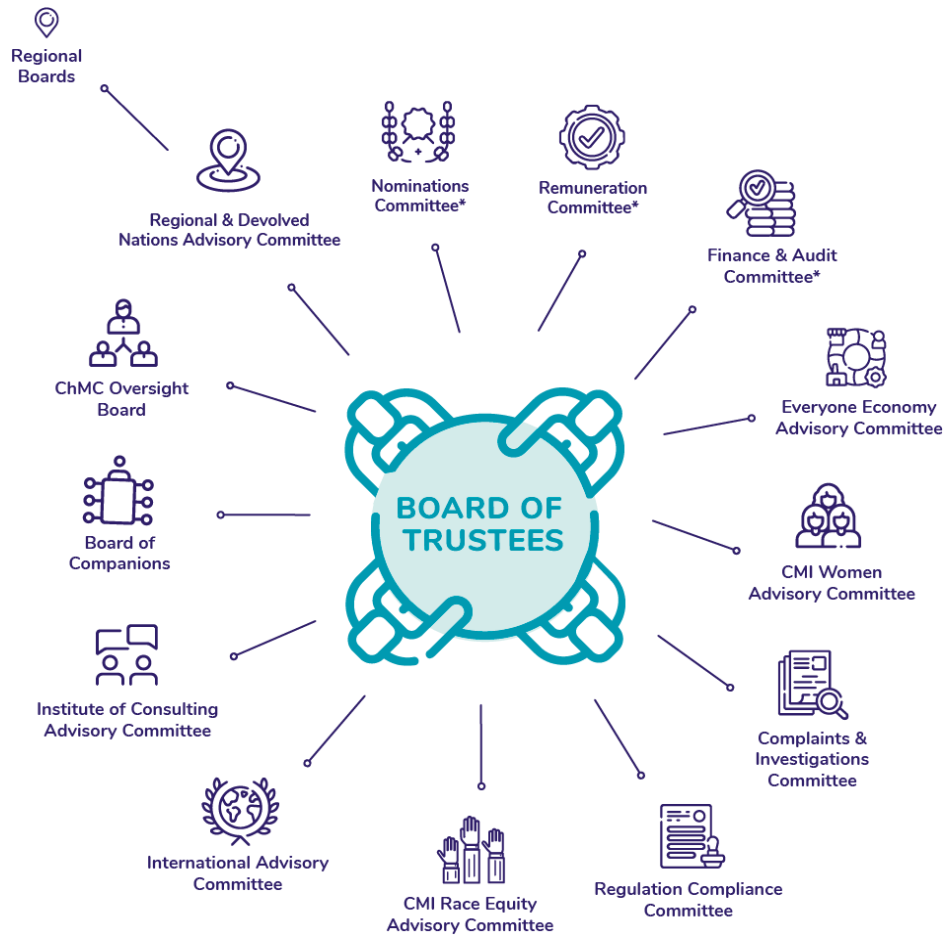 Regional
Boards
Regional & Devolved
Nations Advisory Committee
Nominations
Committee*
Remuneration
Committee*
Finance & Audit
Committee*
Everyone Economy
Advisory Committee
CMI Women
Advisory Committee
Complaints &
Investigations
Committee
Regulation Compliance
Committee
CMI Race Equity
Advisory Committee
International Advisory
Committee
Institute of Consulting
Advisory Committee
Board of
Companions
ChMC Oversight
Board
BOARD OF
TRUSTEES